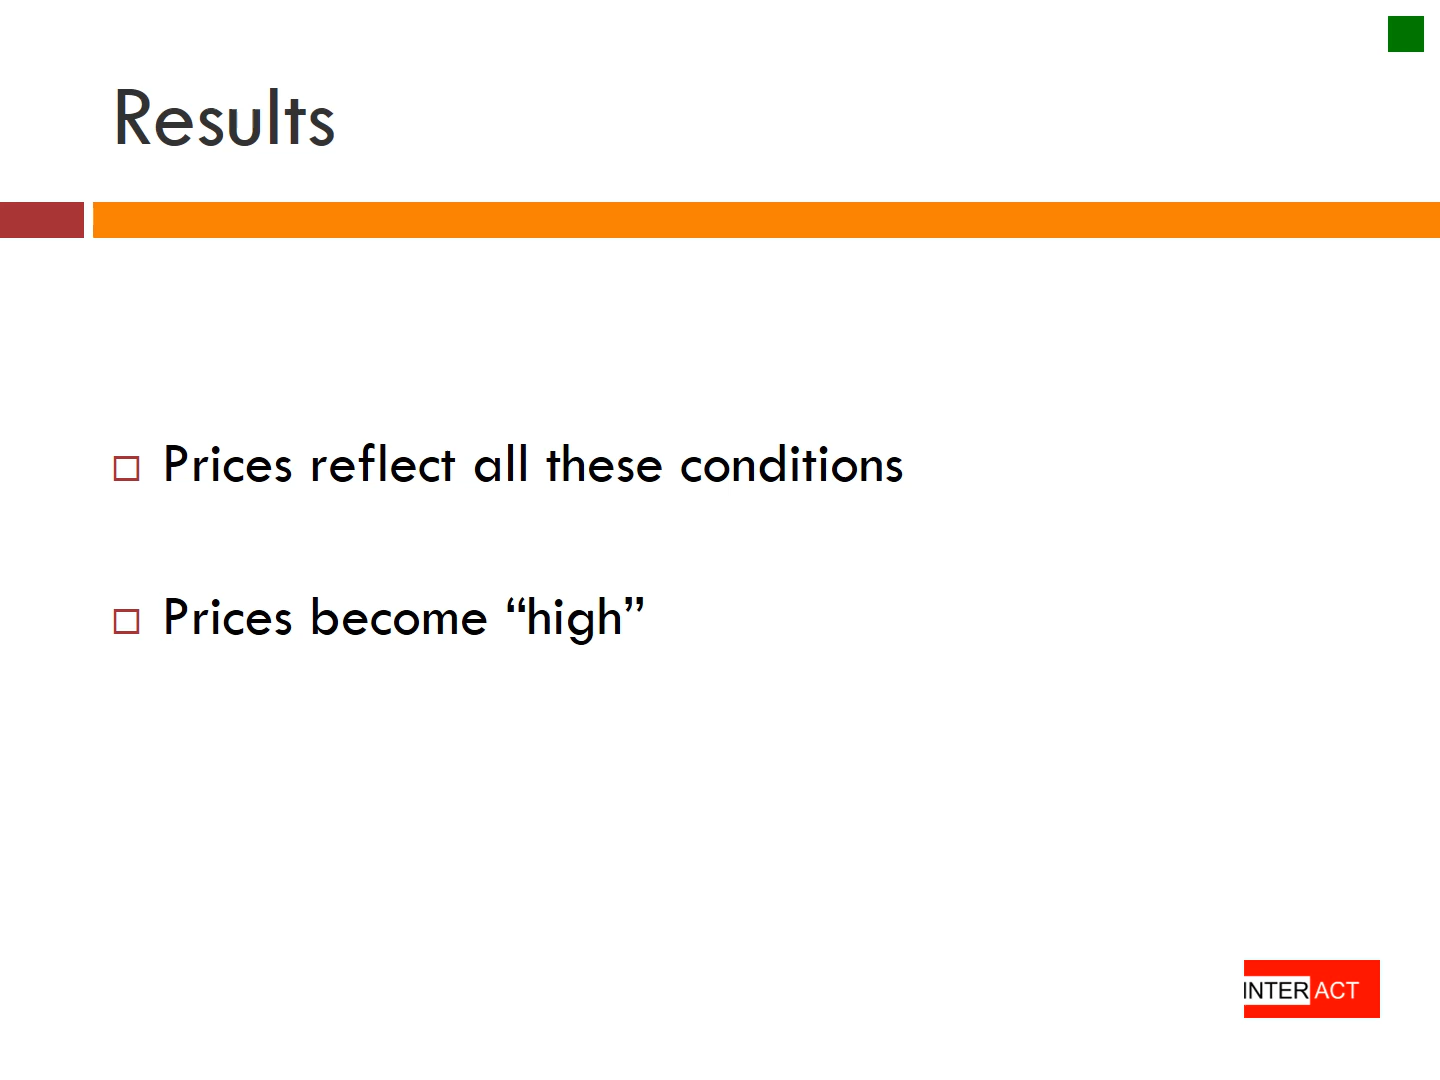 Results
Prices reflect all these conditions
Prices become “high”
INTERACT